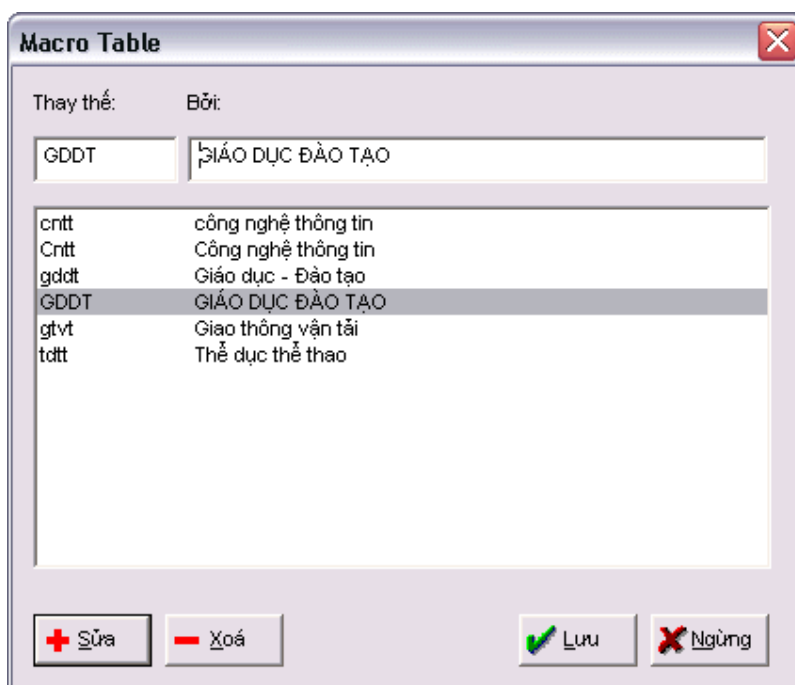 Macro Table
Thay thế: Bởi:
GDDT GIÁO DỤC ĐÀO TẠO
cntt công nghệ thông tin
Cntt Công nghệ thông tin
gddt Giáo dục - Đào tạo
GDDT GIÁO DỤC ĐÀO TẠO
gtvt Giao thông vận tải
tdtt Thể dục thể thao
Sửa Xoá Lưu Ngừng